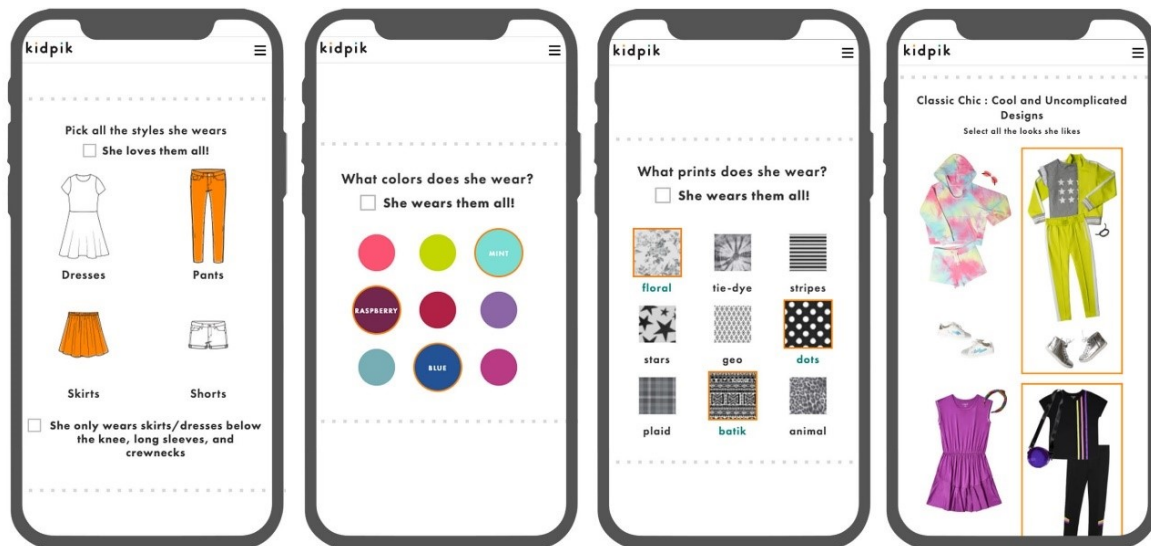 kidpik
Pick all the styles she wears
She loves them all!
Dresses
Pants
Skirts
Shorts
She only wears skirts/dresses below
the knee, long sleeves, and
crewnecks
kidpik
What colors does she wear?
She wears them all!
MINT
RASPBERRY
BLUE
kidpik
What prints does she wear?
She wears them all!
floral
tie-dye
stripes
stars
geo
dots
plaid
batik
animal
kidpik
Classic Chic : Cool and Uncomplicated
Designs
Select all the looks she likes